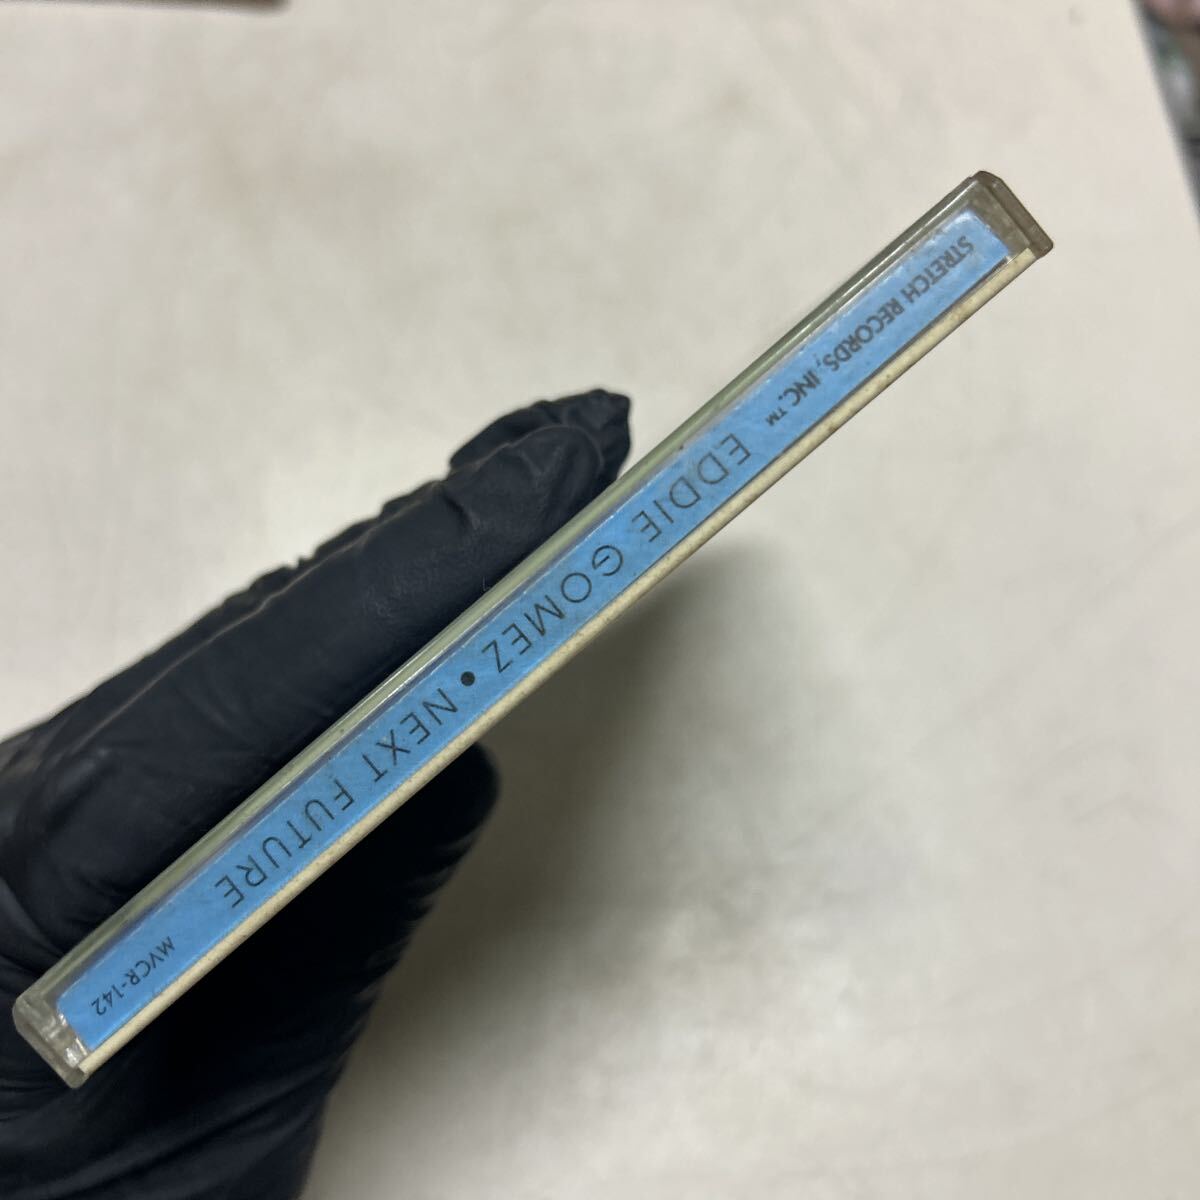 STRETCH RECORDS, INC.™ EDDIE GOMEZ • NEXT FUTURE MVCR-142